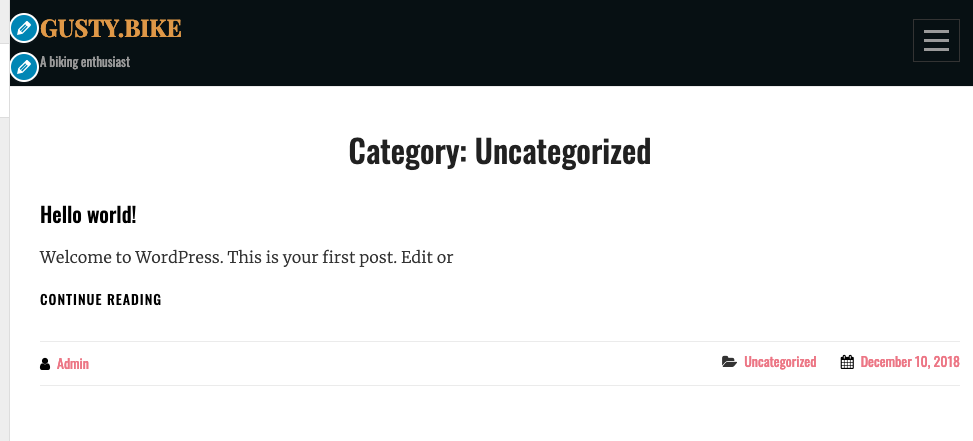 GUSTY.BIKE
A biking enthusiast
Category: Uncategorized
Hello world!
Welcome to WordPress. This is your first post. Edit or
CONTINUE READING
Admin Uncategorized December 10, 2018